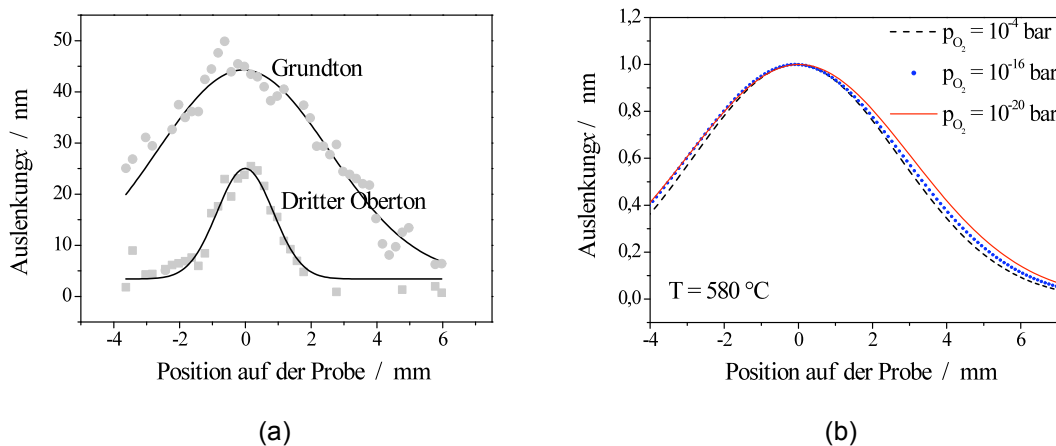 50
40
30
20
10
0
-4
-2
0
2
4
6
Auslenkungx / nm
Grundton
Dritter Oberton
Position auf der Probe / mm
(a)
1,2
1,0
0,8
0,6
0,4
0,2
0,0
-4
-2
0
2
4
6
Auslenkungx / nm
pO2 = 10-4 bar
pO2 = 10-16 bar
pO2 = 10-20 bar
T = 580 °C
Position auf der Probe / mm
(b)